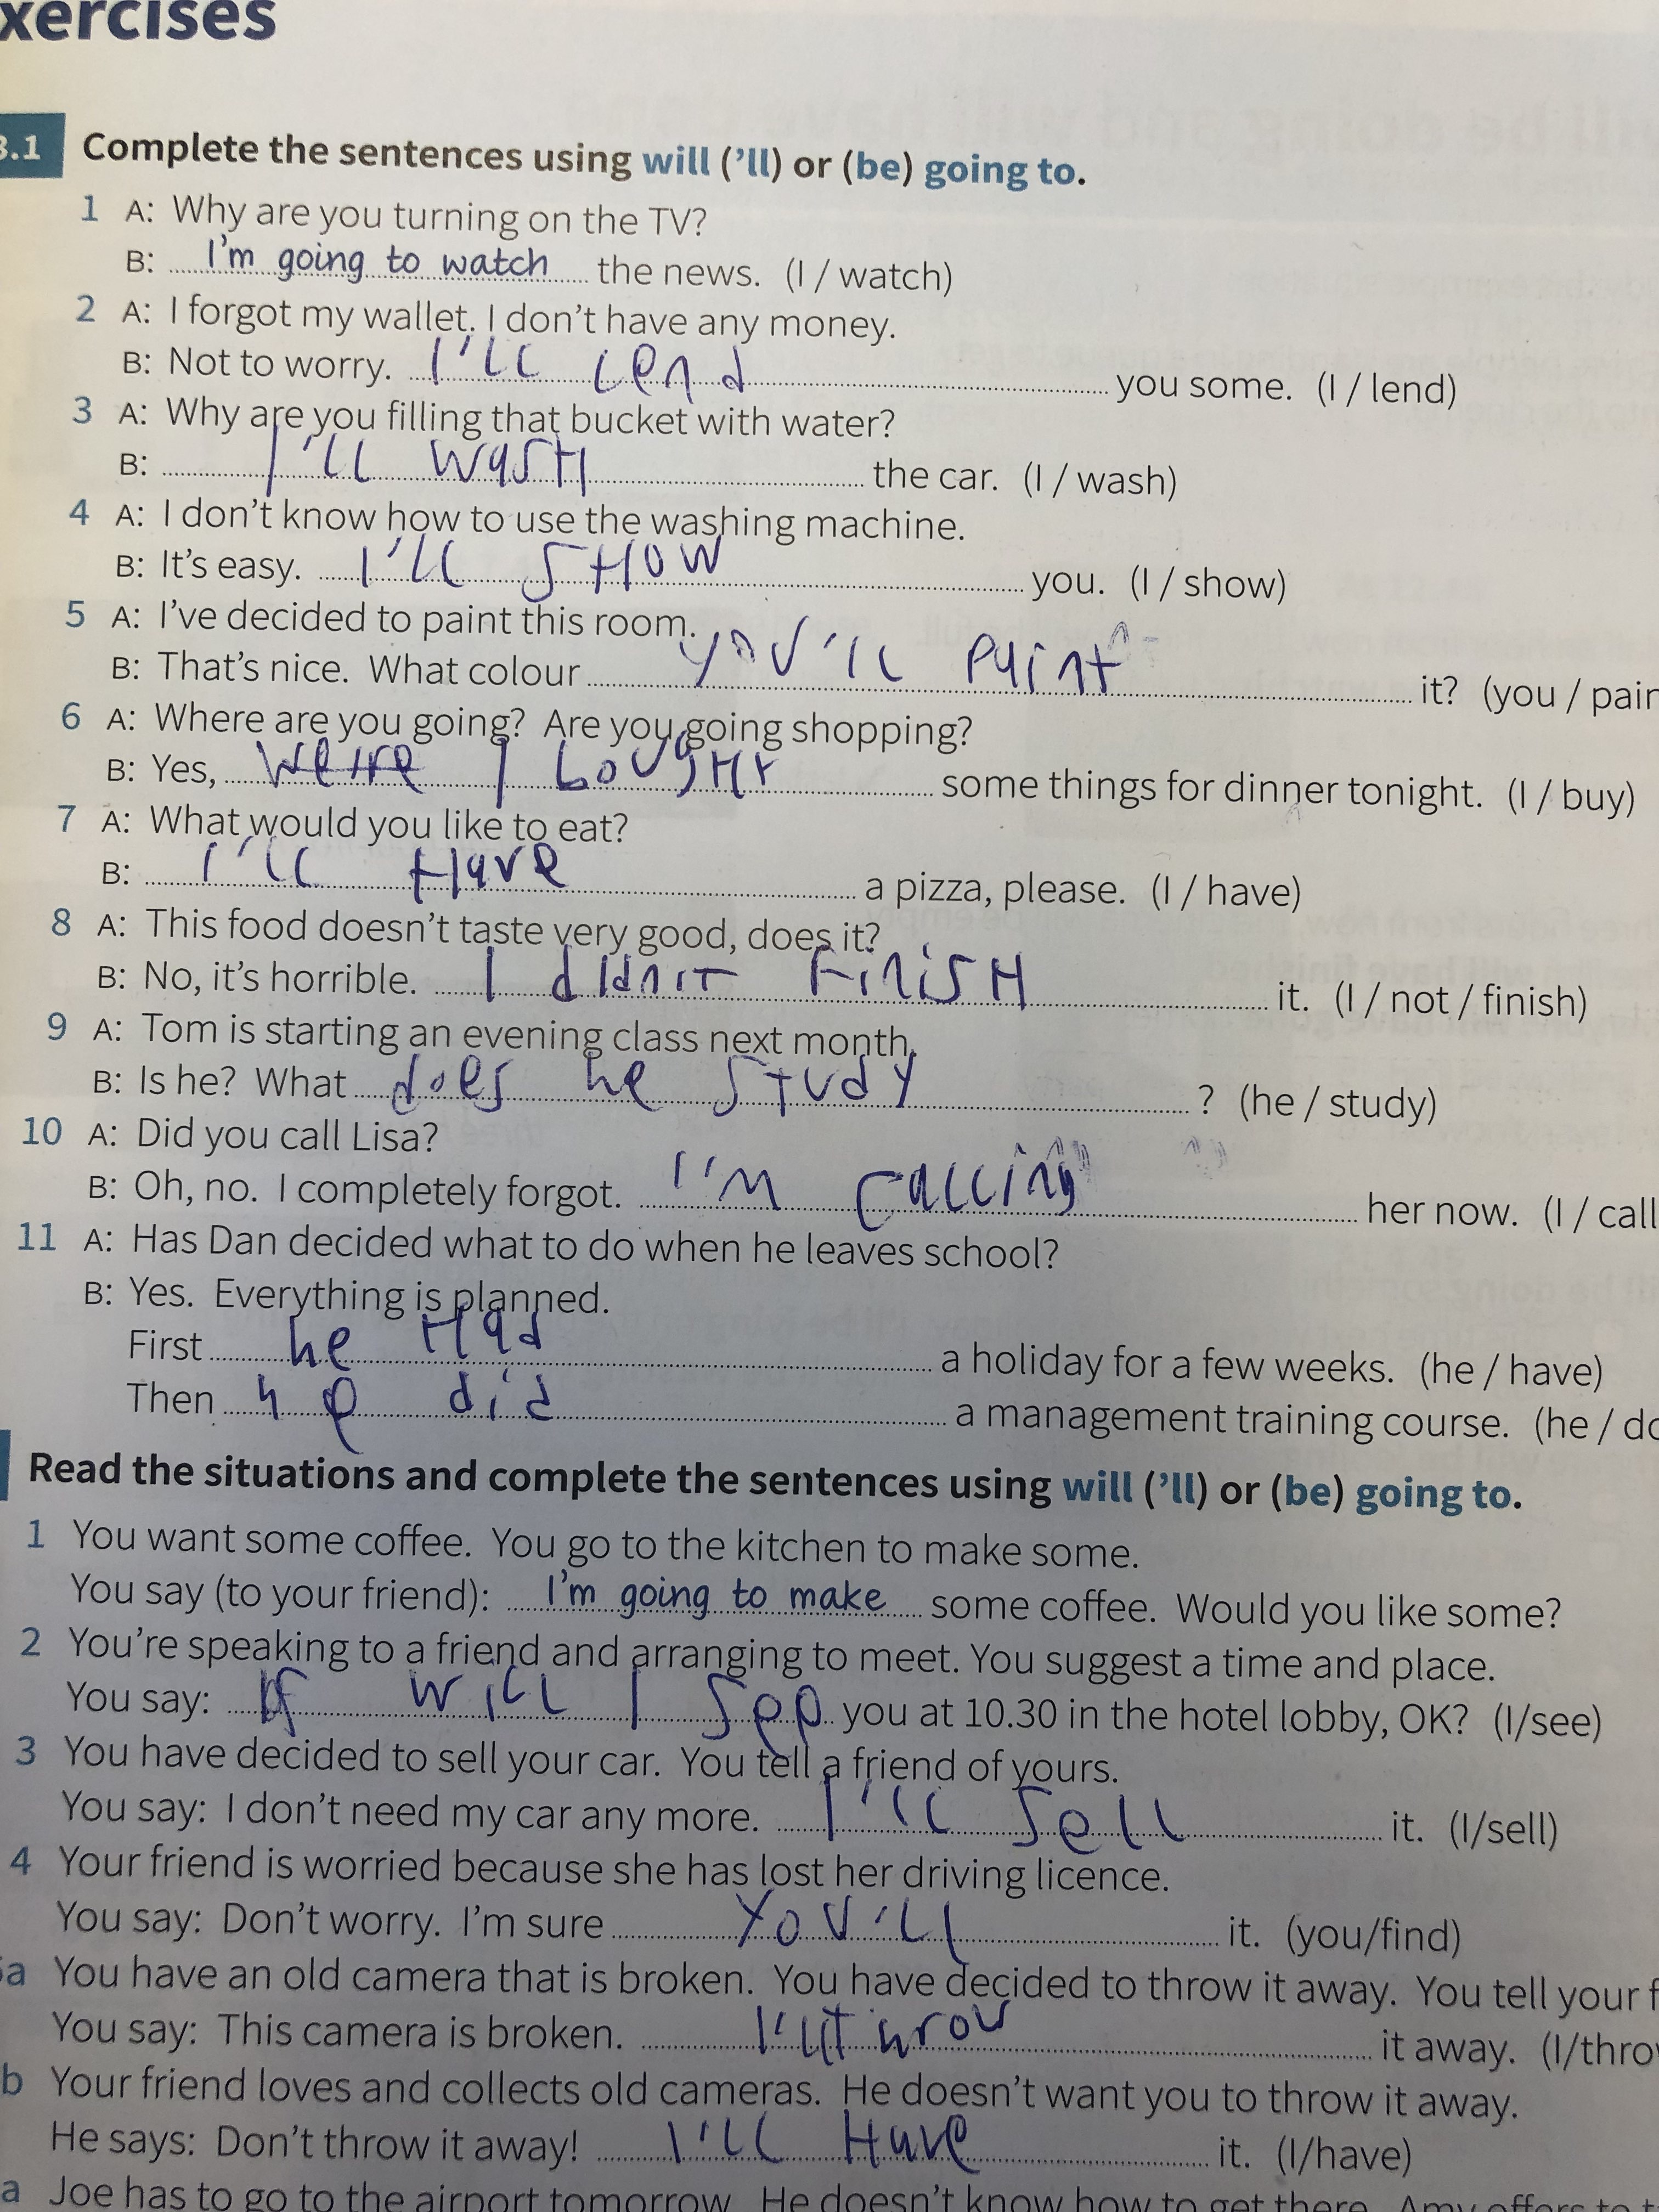 xercises
3.1 Complete the sentences using will (’ll) or (be) going to.
1 A: Why are you turning on the TV?
B: I'm going to watch the news. (I / watch)
2 A: I forgot my wallet. I don’t have any money.
B: Not to worry. I'll lend you some. (I / lend)
3 A: Why are you filling that bucket with water?
B: I'll wash the car. (I / wash)
4 A: I don’t know how to use the washing machine.
B: It’s easy. I'll show you. (I / show)
5 A: I’ve decided to paint this room.
B: That’s nice. What colour you'll paint it? (you / pain
6 A: Where are you going? Are you going shopping?
B: Yes, I bought some things for dinner tonight. (I / buy)
7 A: What would you like to eat?
B: I'll have a pizza, please. (I / have)
8 A: This food doesn’t taste very good, does it?
B: No, it’s horrible. I didn't finish it. (I / not / finish)
9 A: Tom is starting an evening class next month.
B: Is he? What does he study ? (he / study)
10 A: Did you call Lisa?
B: Oh, no. I completely forgot. I'm calling her now. (I / call
11 A: Has Dan decided what to do when he leaves school?
B: Yes. Everything is planned.
First he had a holiday for a few weeks. (he / have)
Then he did a management training course. (he / do
Read the situations and complete the sentences using will (’ll) or (be) going to.
1 You want some coffee. You go to the kitchen to make some.
You say (to your friend): I'm going to make some coffee. Would you like some?
2 You’re speaking to a friend and arranging to meet. You suggest a time and place.
You say: will I see you at 10.30 in the hotel lobby, OK? (I/see)
3 You have decided to sell your car. You tell a friend of yours.
You say: I don’t need my car any more. I'll sell it. (I/sell)
4 Your friend is worried because she has lost her driving licence.
You say: Don’t worry. I’m sure you'll it. (you/find)
5a You have an old camera that is broken. You have decided to throw it away. You tell your f
You say: This camera is broken. I'll throw it away. (I/throw
b Your friend loves and collects old cameras. He doesn’t want you to throw it away.
He says: Don’t throw it away! I'll have it. (I/have)
a Joe has to go to the airport tomorrow. He doesn’t know how to get there. Amy offers to t